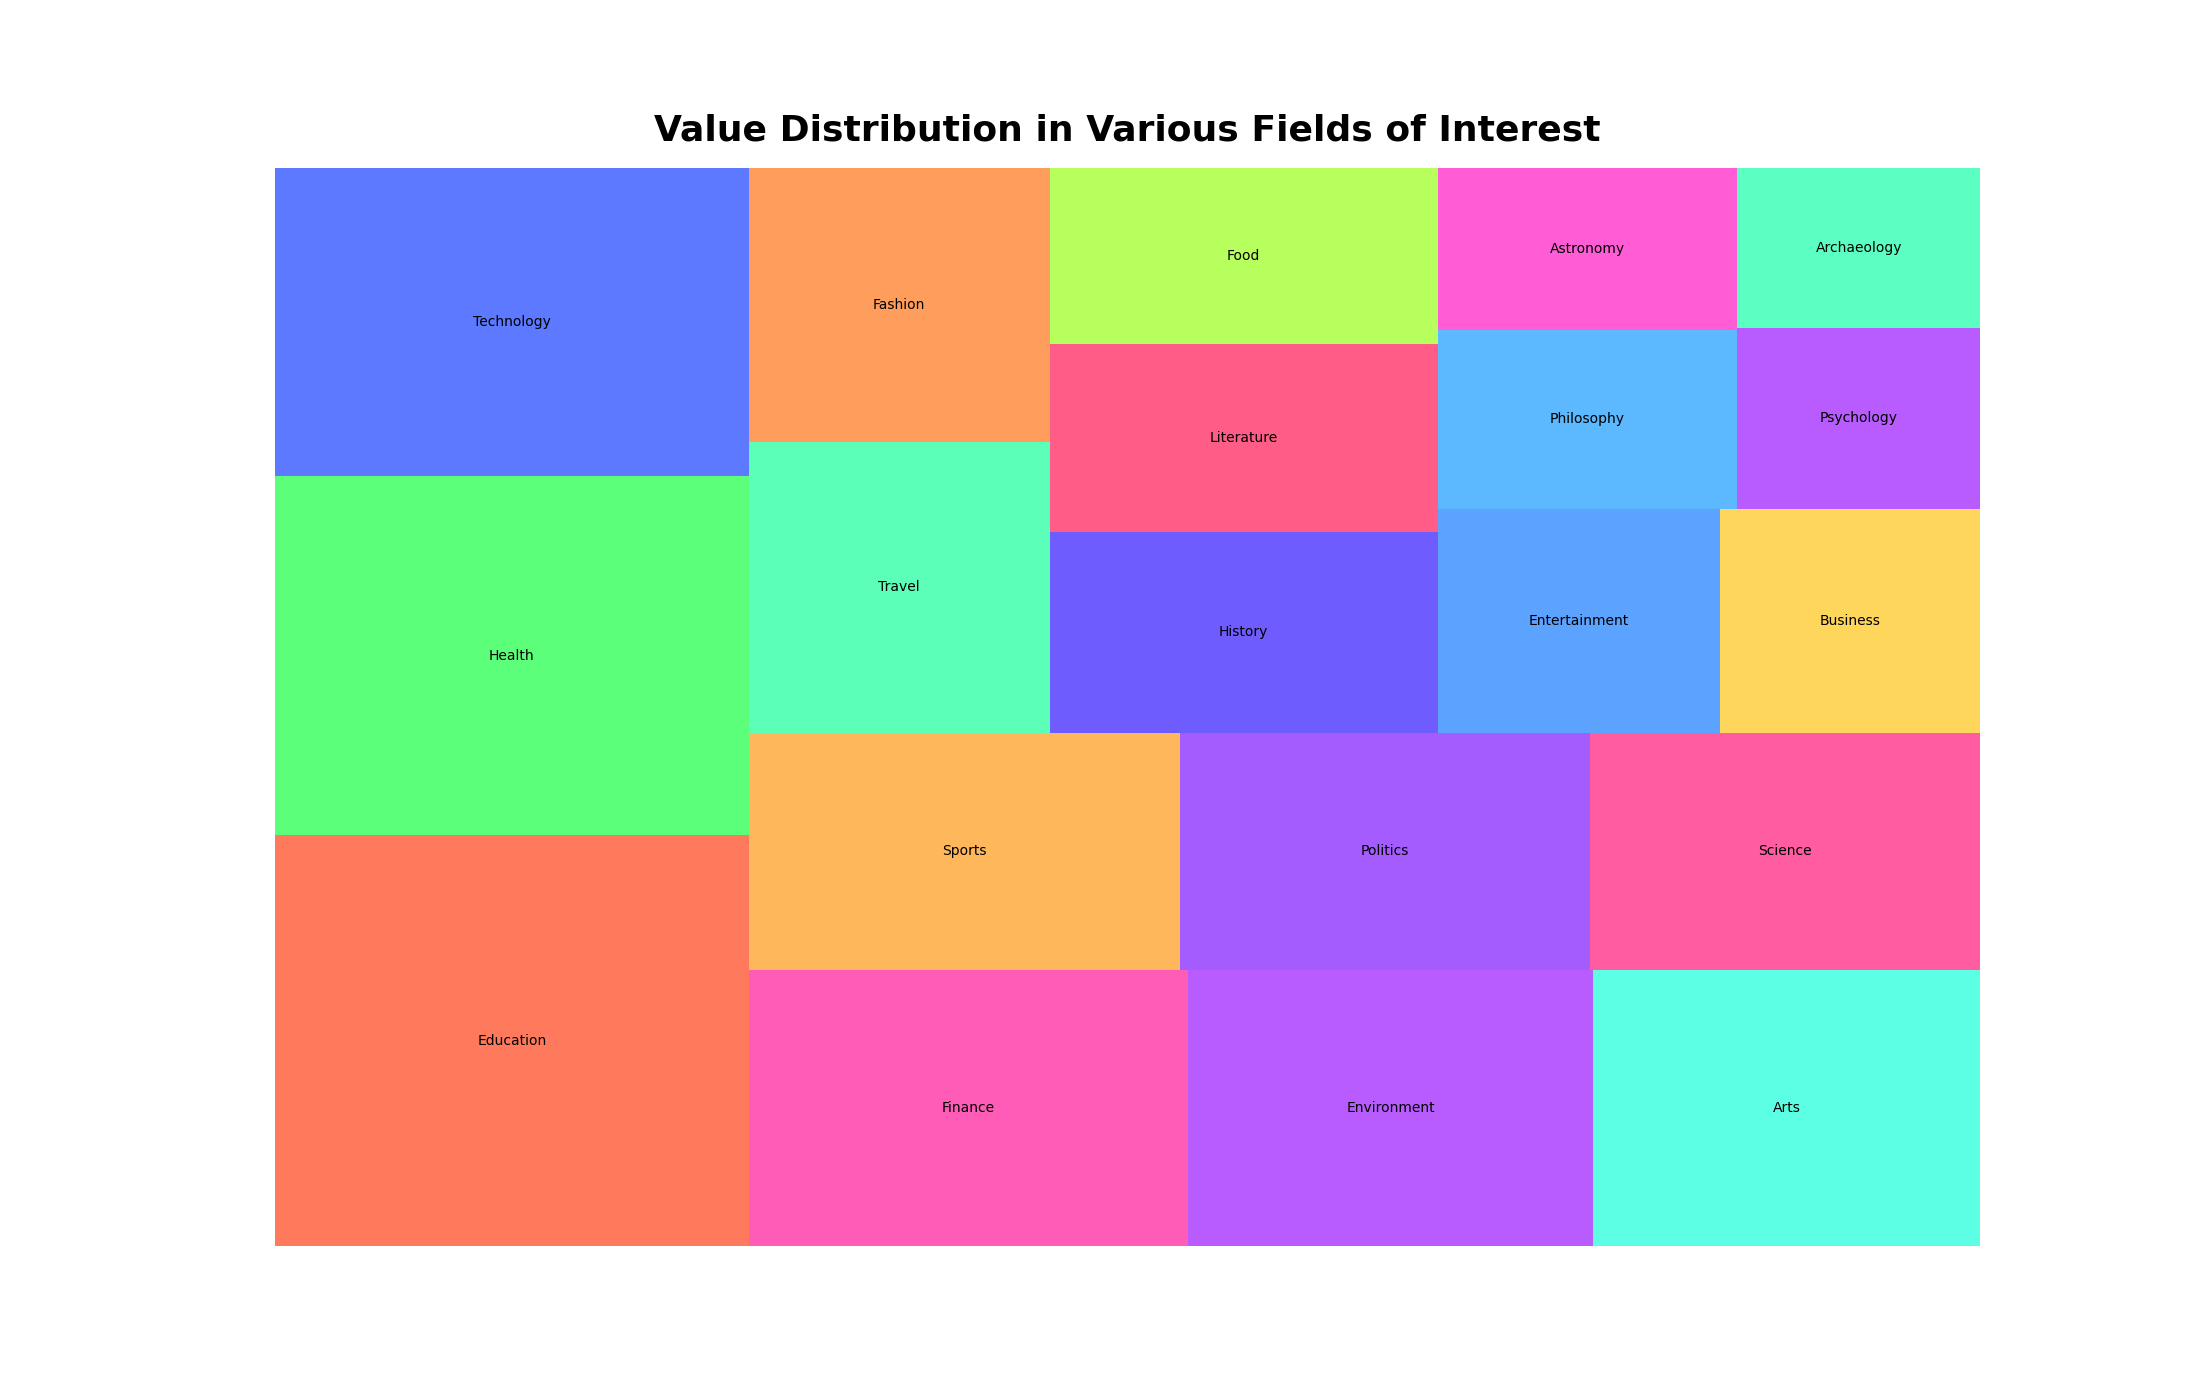 Value Distribution in Various Fields of Interest
Technology
Fashion
Food
Astronomy
Archaeology
Literature
Philosophy
Psychology
Health
Travel
History
Entertainment
Business
Sports
Politics
Science
Education
Finance
Environment
Arts